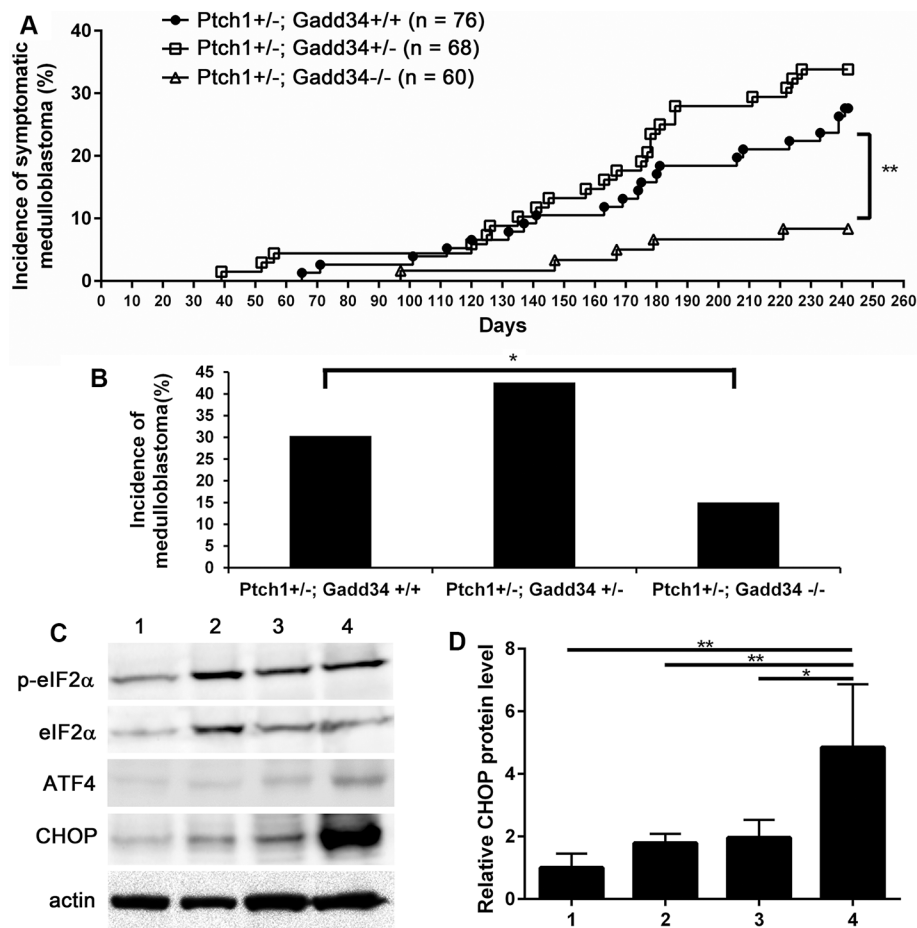 A
Ptch1+/-; Gadd34+/+ (n = 76)
Ptch1+/-; Gadd34+/- (n = 68)
Ptch1+/-; Gadd34-/- (n = 60)
Incidence of symptomatic
medulloblastoma (%)
40
30
20
10
0
0 10 20 30 40 50 60 70 80 90 100 110 120 130 140 150 160 170 180 190 200 210 220 230 240 250 260
Days
**
B
*
Incidence of
medulloblastoma(%)
45
40
35
30
25
20
15
10
5
0
Ptch1+/-; Gadd34 +/+ Ptch1+/-; Gadd34 +/- Ptch1+/-; Gadd34 -/-
C
1 2 3 4
p-eIF2α
eIF2α
ATF4
CHOP
actin
D
Relative CHOP protein level
8
6
4
2
0
**
**
*
1 2 3 4